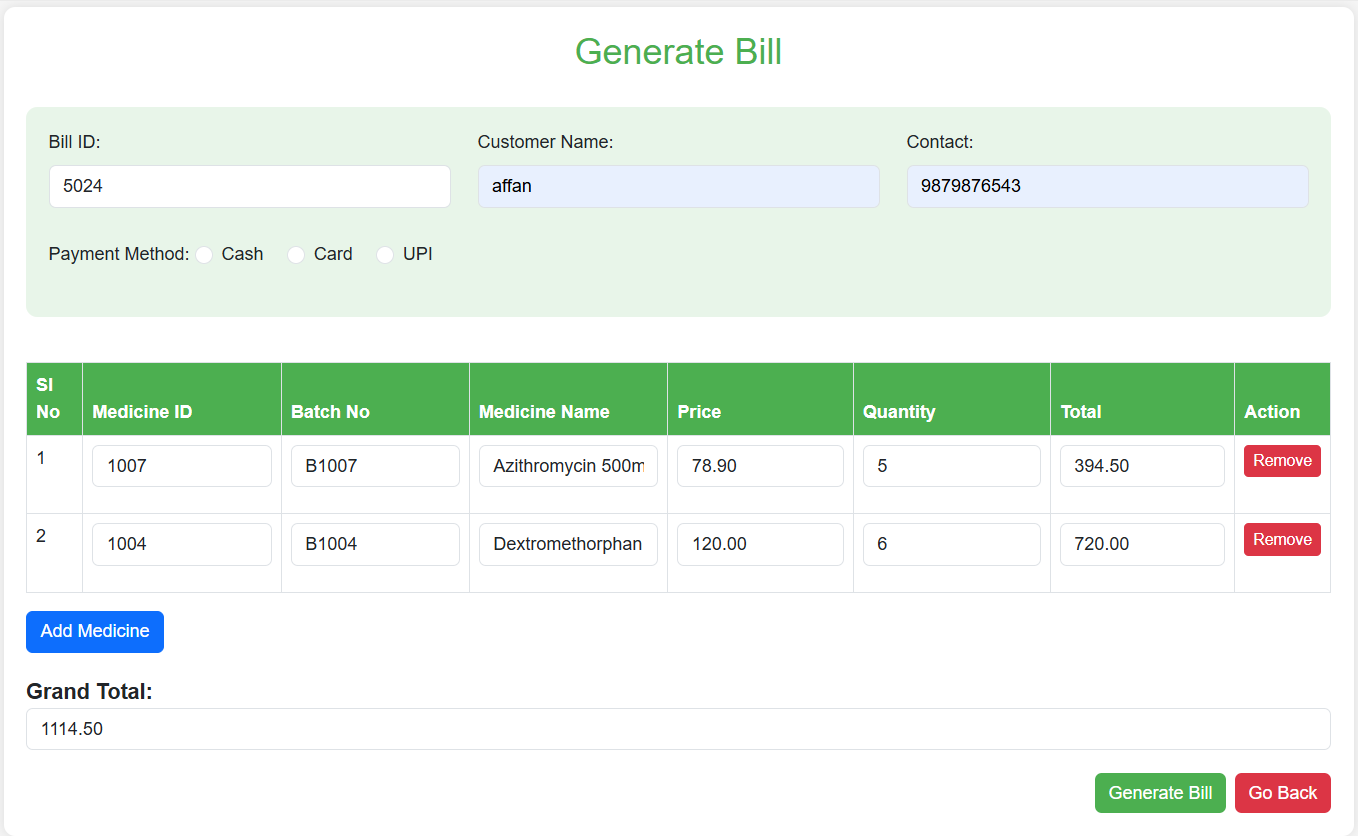 Generate Bill
Bill ID: Customer Name: Contact:
5024 affan 9879876543
Payment Method: Cash Card UPI
Sl No Medicine ID Batch No Medicine Name Price Quantity Total Action
1 1007 B1007 Azithromycin 500m 78.90 5 394.50 Remove
2 1004 B1004 Dextromethorphan 120.00 6 720.00 Remove
Add Medicine
Grand Total:
1114.50
Generate Bill Go Back